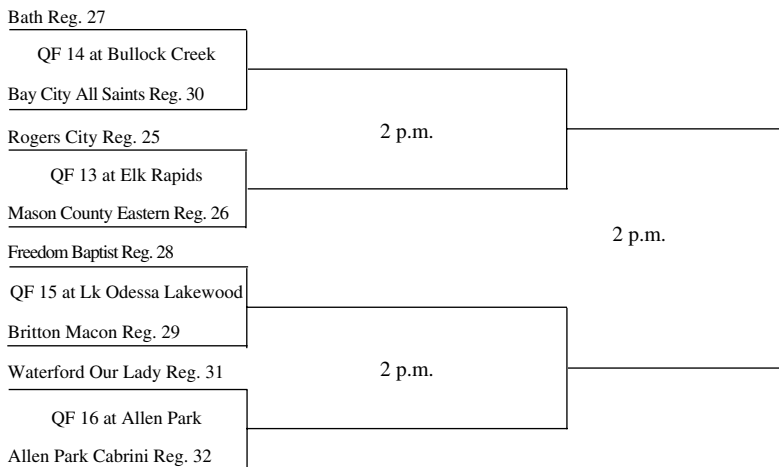 Bath Reg. 27
QF 14 at Bullock Creek
Bay City All Saints Reg. 30
2 p.m.
Rogers City Reg. 25
QF 13 at Elk Rapids
Mason County Eastern Reg. 26
2 p.m.
Freedom Baptist Reg. 28
QF 15 at Lk Odessa Lakewood
Britton Macon Reg. 29
2 p.m.
Waterford Our Lady Reg. 31
QF 16 at Allen Park
Allen Park Cabrini Reg. 32